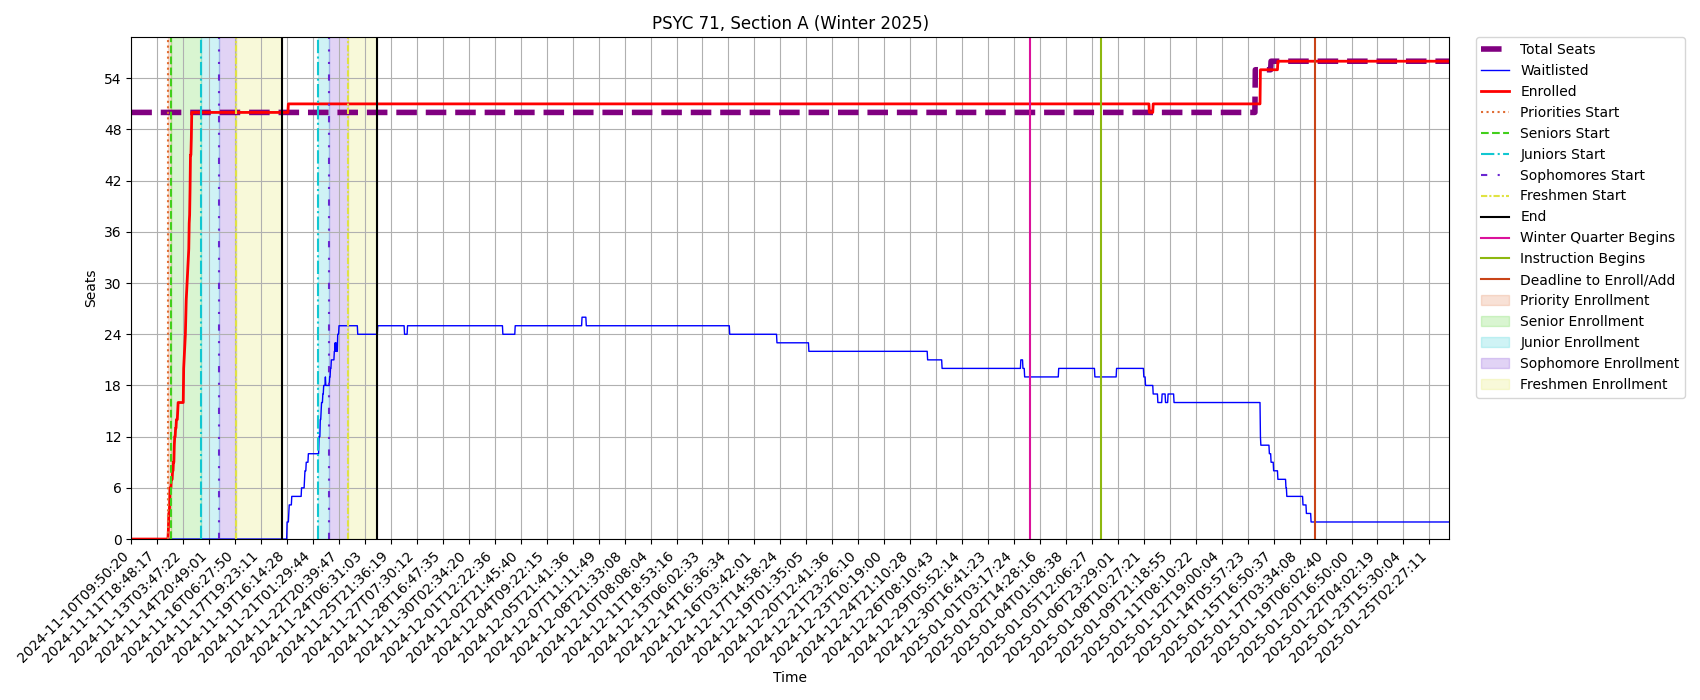 PSYC 71, Section A (Winter 2025)
Seats
54
48
42
36
30
24
18
12
6
0
2024-11-10T09:50:20
2024-11-11T18:48:17
2024-11-13T03:47:22
2024-11-14T20:49:01
2024-11-16T06:27:50
2024-11-17T19:23:11
2024-11-19T16:14:28
2024-11-21T01:29:44
2024-11-22T20:39:47
2024-11-24T06:31:03
2024-11-25T21:36:19
2024-11-27T07:30:12
2024-11-28T16:47:35
2024-11-30T02:34:20
2024-12-01T12:22:36
2024-12-02T21:45:40
2024-12-04T09:22:15
2024-12-05T21:41:36
2024-12-07T11:11:49
2024-12-08T21:33:08
2024-12-10T08:08:04
2024-12-11T18:53:16
2024-12-13T06:02:33
2024-12-14T16:36:34
2024-12-16T03:42:01
2024-12-17T14:58:24
2024-12-19T01:35:05
2024-12-20T12:41:36
2024-12-21T23:26:10
2024-12-23T10:19:00
2024-12-24T21:10:28
2024-12-26T08:10:43
2024-12-29T05:52:14
2024-12-30T16:41:23
2025-01-01T03:17:24
2025-01-02T14:28:16
2025-01-04T01:08:38
2025-01-05T12:06:27
2025-01-06T23:29:01
2025-01-08T10:27:21
2025-01-09T21:18:55
2025-01-11T08:10:22
2025-01-12T19:00:04
2025-01-14T05:57:23
2025-01-15T16:50:37
2025-01-17T03:34:08
2025-01-19T06:02:40
2025-01-20T16:50:00
2025-01-22T04:02:19
2025-01-23T15:30:04
2025-01-25T02:27:11
Time
Total Seats
Waitlisted
Enrolled
Priorities Start
Seniors Start
Juniors Start
Sophomores Start
Freshmen Start
End
Winter Quarter Begins
Instruction Begins
Deadline to Enroll/Add
Priority Enrollment
Senior Enrollment
Junior Enrollment
Sophomore Enrollment
Freshmen Enrollment